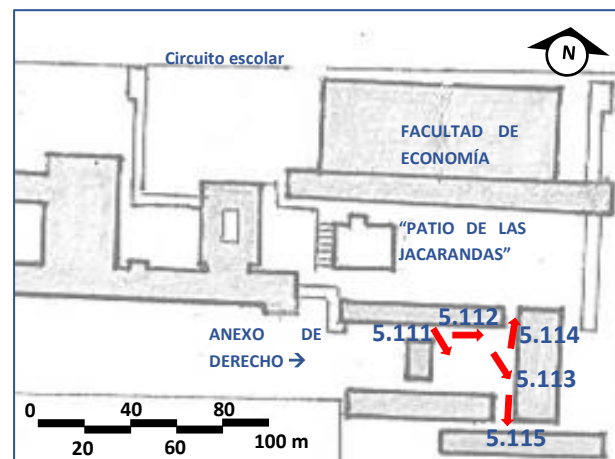 Circuito escolar
N
FACULTAD DE
ECONOMÍA
“PATIO DE LAS
JACARANDAS”
5.112
5.111
5.114
ANEXO DE
DERECHO →
5.113
0 40 80
20 60 100 m
5.115